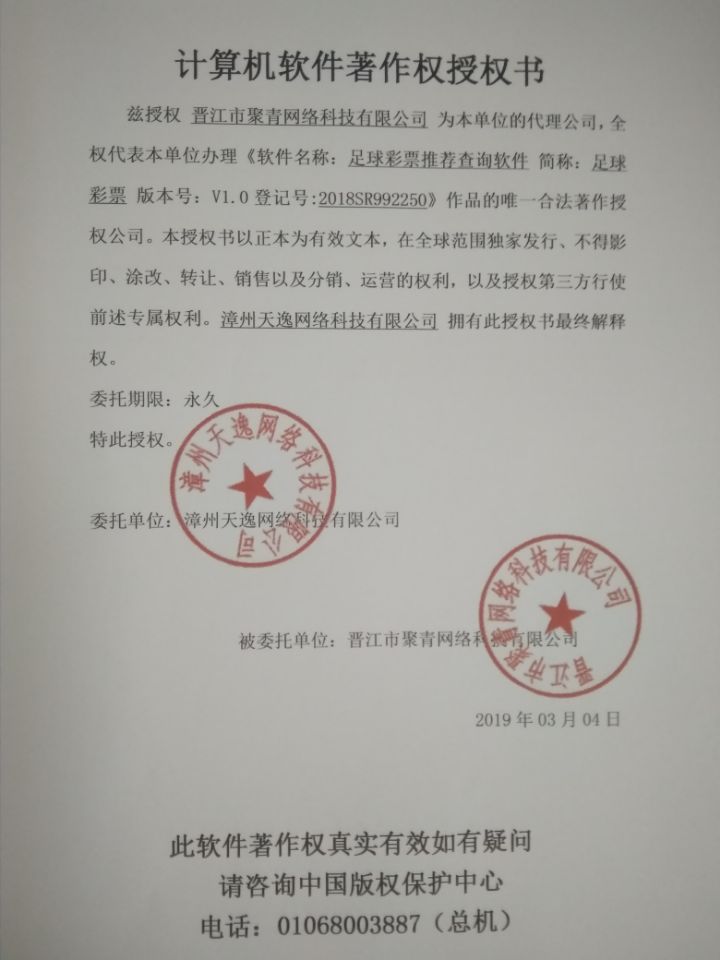 计算机软件著作权授权书
兹授权 晋江市聚青网络科技有限公司 为本单位的代理公司,全
权代表本单位办理《软件名称：足球彩票推荐查询软件 简称：足球
彩票 版本号：V1.0 登记号:2018SR992250》作品的唯一合法著作授
权公司。本授权书以正本为有效文本，在全球范围独家发行、不得影
印、涂改、转让、销售以及分销、运营的权利，以及授权第三方行使
前述专属权利。漳州天逸网络科技有限公司 拥有此授权书最终解释
权。
委托期限：永久
特此授权。
漳州天逸网络科技有限公司
委托单位：漳州天逸网络科技有限公司
晋江市聚青网络科技有限公司
被委托单位：晋江市聚青网络科技有限公司
2019 年 03 月 04 日
此软件著作权真实有效如有疑问
请咨询中国版权保护中心
电话：01068003887（总机）